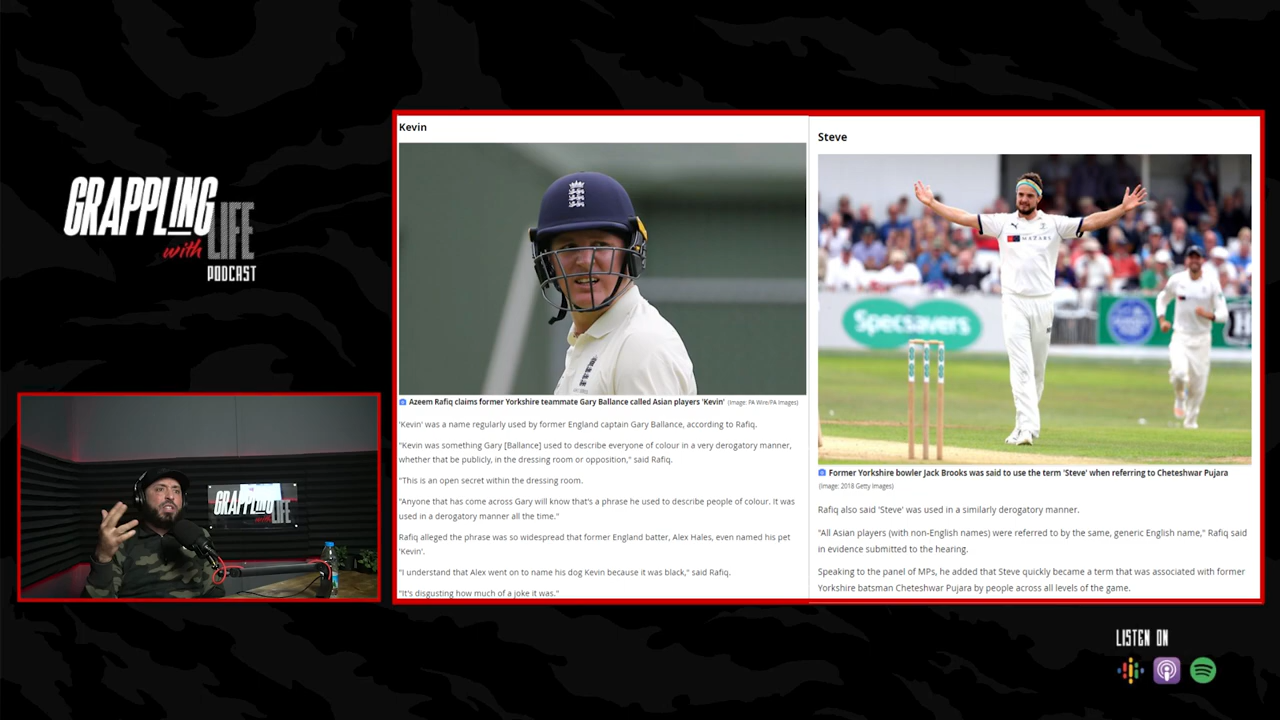 GRAPPLING
with LIFE
PODCAST
GRAPPLING
with LIFE
Kevin
Azeem Rafiq claims former Yorkshire teammate Gary Ballance called Asian players 'Kevin' (Image: PA Wire/PA Images)
'Kevin' was a name regularly used by former England captain Gary Ballance, according to Rafiq.
"Kevin was something Gary [Ballance] used to describe everyone of colour in a very derogatory manner,
whether that be publicly, in the dressing room or opposition," said Rafiq.
"This is an open secret within the dressing room.
"Anyone that has come across Gary will know that's a phrase he used to describe people of colour. It was
used in a derogatory manner all the time."
Rafiq alleged the phrase was so widespread that former England batter, Alex Hales, even named his pet
'Kevin'.
"I understand that Alex went on to name his dog Kevin because it was black," said Rafiq.
"It's disgusting how much of a joke it was."
Steve
MAZARS
Specsavers
Former Yorkshire bowler Jack Brooks was said to use the term 'Steve' when referring to Cheteshwar Pujara
(Image: 2018 Getty Images)
Rafiq also said 'Steve' was used in a similarly derogatory manner.
"All Asian players (with non-English names) were referred to by the same, generic English name," Rafiq said
in evidence submitted to the hearing.
Speaking to the panel of MPs, he added that Steve quickly became a term that was associated with former
Yorkshire batsman Cheteshwar Pujara by people across all levels of the game.
LISTEN ON